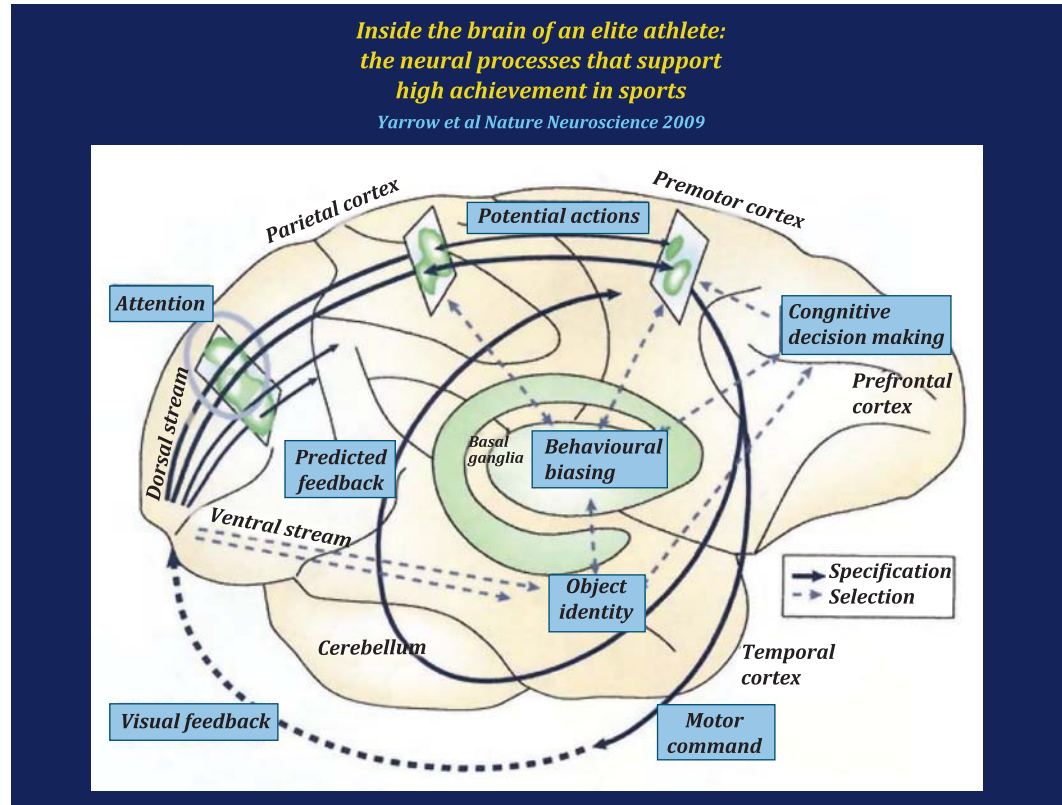 Inside the brain of an elite athlete:
the neural processes that support
high achievement in sports
Yarrow et al Nature Neuroscience 2009
Parietal cortex
Premotor cortex
Potential actions
Attention
Congnitive
decision making
Prefrontal
cortex
Dorsal stream
Basal
ganglia
Behavioural
biasing
Predicted
feedback
Ventral stream
Object
identity
Specification
Selection
Cerebellum
Temporal
cortex
Visual feedback
Motor
command